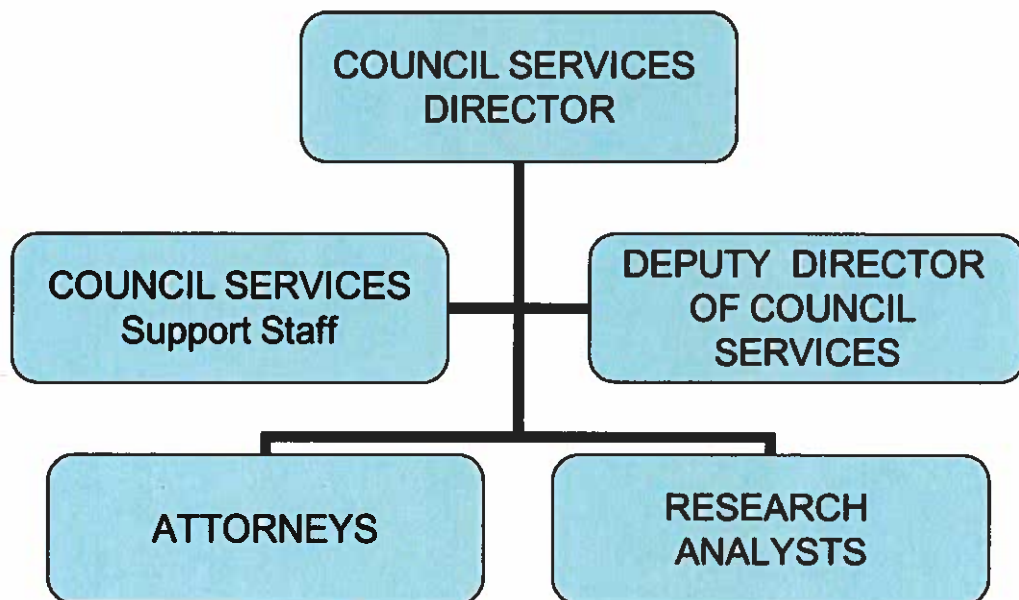 COUNCIL SERVICES
DIRECTOR
COUNCIL SERVICES
Support Staff
DEPUTY DIRECTOR
OF COUNCIL
SERVICES
ATTORNEYS
RESEARCH
ANALYSTS